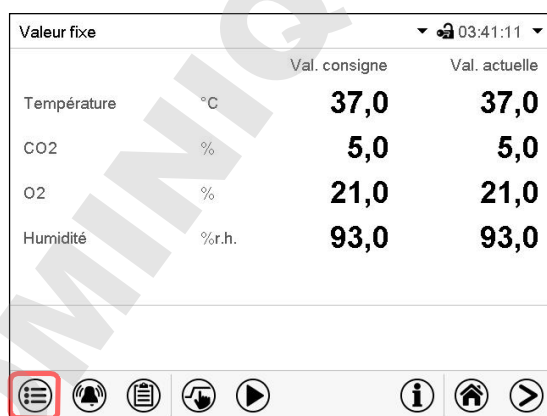 Valeur fixe 03:41:11
Val. consigne Val. actuelle
Température °C 37,0 37,0
CO2 % 5,0 5,0
O2 % 21,0 21,0
Humidité %r.h. 93,0 93,0